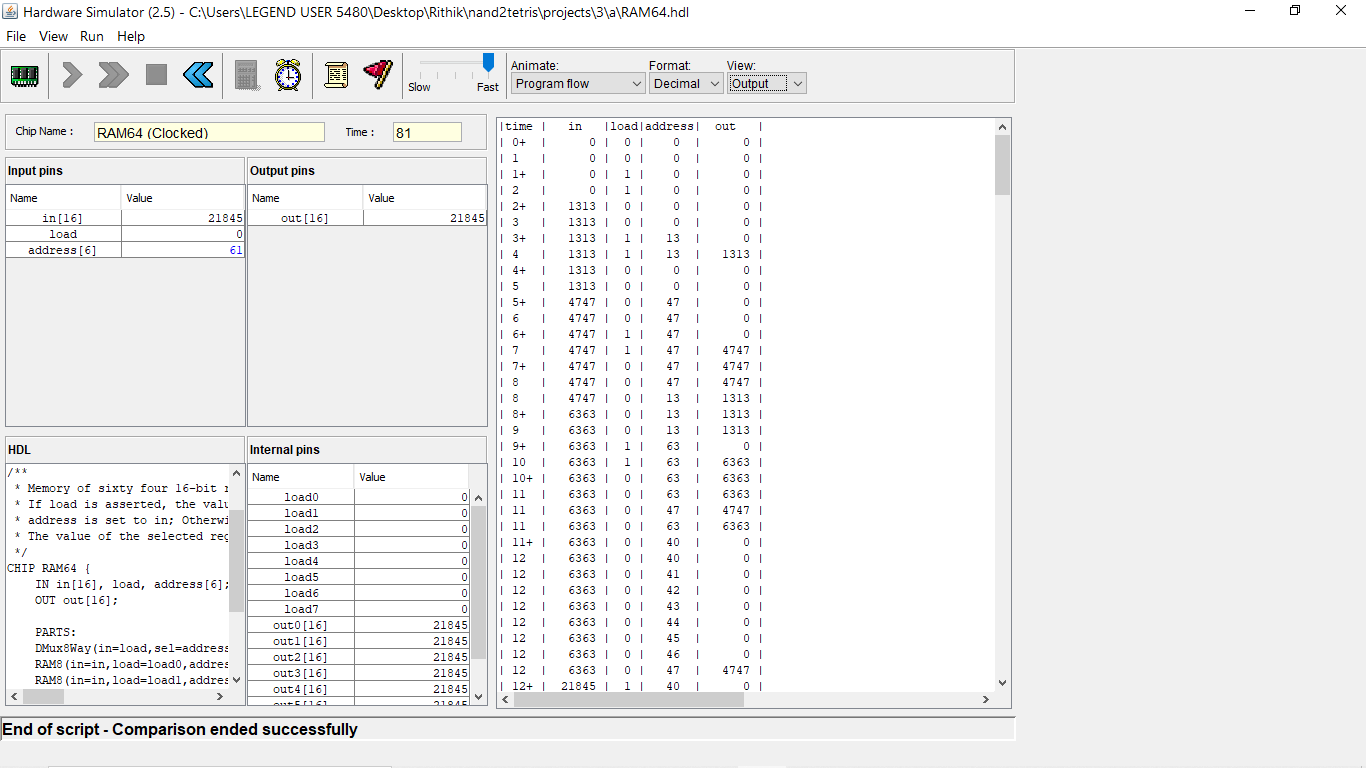 Hardware Simulator (2.5) - C:\Users\LEGEND USER 5480\Desktop\Rithik\nand2tetris\projects\3\a\RAM64.hdl
File View Run Help
Slow Fast
Animate: Format: View:
Program flow Decimal Output
Chip Name : RAM64 (Clocked) Time : 81
Input pins Output pins
Name Value Name Value
in[16] 21845 out[16] 21845
load 0
address[6] 61
HDL
/**
* Memory of sixty four 16-bit r
* If load is asserted, the valu
* address is set to in; Otherwi
* The value of the selected reg
*/
CHIP RAM64 {
IN in[16], load, address[6];
OUT out[16];
PARTS:
DMux8Way(in=load,sel=address
RAM8(in=in,load=load0,addres
RAM8(in=in,load=load1,addres
Internal pins
Name Value
load0 0
load1 0
load2 0
load3 0
load4 0
load5 0
load6 0
load7 0
out0[16] 21845
out1[16] 21845
out2[16] 21845
out3[16] 21845
out4[16] 21845
out5[16] 21845
|time | in |load|address| out |
| 0+ | 0 | 0 | 0 | 0 |
| 1 | 0 | 0 | 0 | 0 |
| 1+ | 0 | 1 | 0 | 0 |
| 2 | 0 | 1 | 0 | 0 |
| 2+ | 1313 | 0 | 0 | 0 |
| 3 | 1313 | 0 | 0 | 0 |
| 3+ | 1313 | 1 | 13 | 0 |
| 4 | 1313 | 1 | 13 | 1313 |
| 4+ | 1313 | 0 | 0 | 0 |
| 5 | 1313 | 0 | 0 | 0 |
| 5+ | 4747 | 0 | 47 | 0 |
| 6 | 4747 | 0 | 47 | 0 |
| 6+ | 4747 | 1 | 47 | 0 |
| 7 | 4747 | 1 | 47 | 4747 |
| 7+ | 4747 | 0 | 47 | 4747 |
| 8 | 4747 | 0 | 47 | 4747 |
| 8 | 4747 | 0 | 13 | 1313 |
| 8+ | 6363 | 0 | 13 | 1313 |
| 9 | 6363 | 0 | 13 | 1313 |
| 9+ | 6363 | 1 | 63 | 0 |
| 10 | 6363 | 1 | 63 | 6363 |
| 10+ | 6363 | 0 | 63 | 6363 |
| 11 | 6363 | 0 | 63 | 6363 |
| 11 | 6363 | 0 | 47 | 4747 |
| 11 | 6363 | 0 | 63 | 6363 |
| 11+ | 6363 | 0 | 40 | 0 |
| 12 | 6363 | 0 | 40 | 0 |
| 12 | 6363 | 0 | 41 | 0 |
| 12 | 6363 | 0 | 42 | 0 |
| 12 | 6363 | 0 | 43 | 0 |
| 12 | 6363 | 0 | 44 | 0 |
| 12 | 6363 | 0 | 45 | 0 |
| 12 | 6363 | 0 | 46 | 0 |
| 12 | 6363 | 0 | 47 | 4747 |
| 12+ | 21845 | 1 | 40 | 0 |
End of script - Comparison ended successfully